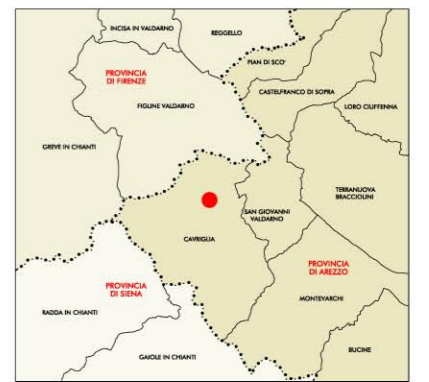 INCISA IN VALDARNO
REGGELLO
PIAN DI SCO'
PROVINCIA
DI FIRENZE
CASTELFRANCO DI SOPRA
FIGLINE VALDARNO
LORO CIUFFENNA
GREVE IN CHIANTI
TERRANUOVA
BRACCIOLINI
SAN GIOVANNI
VALDARNO
CAVRIGLIA
PROVINCIA
DI AREZZO
PROVINCIA
DI SIENA
MONTEVARCHI
RADDA IN CHIANTI
GAIOLE IN CHIANTI
BUCINE